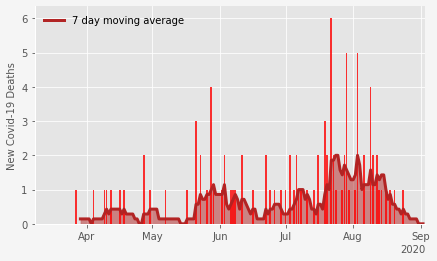 7 day moving average
New Covid-19 Deaths
6
5
4
3
2
1
0
Apr
May
Jun
Jul
Aug
Sep
2020